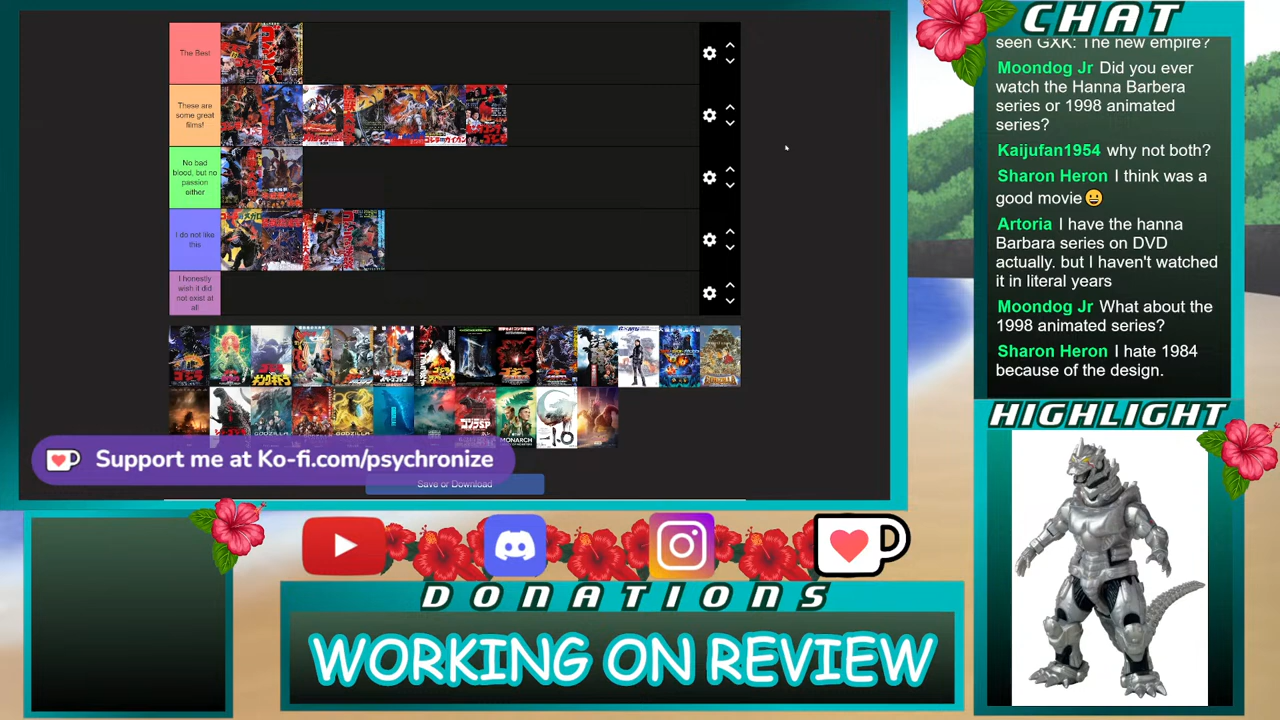 The Best
These are
some great
films!
No bad
blood, but no
passion
either
I do not like
this
I honestly
wish it did
not exist at
all
Support me at Ko-fi.com/psychronize
Save or Download
CHAT
seen GXK: The new empire?
Moondog Jr Did you ever
watch the Hanna Barbera
series or 1998 animated
series?
Kaijufan1954 why not both?
Sharon Heron I think was a
good movie😀
Artoria I have the hanna
Barbara series on DVD
actually. but I haven't watched
it in literal years
Moondog Jr What about the
1998 animated series?
Sharon Heron I hate 1984
because of the design.
HIGHLIGHT
DONATIONS
WORKING ON REVIEW